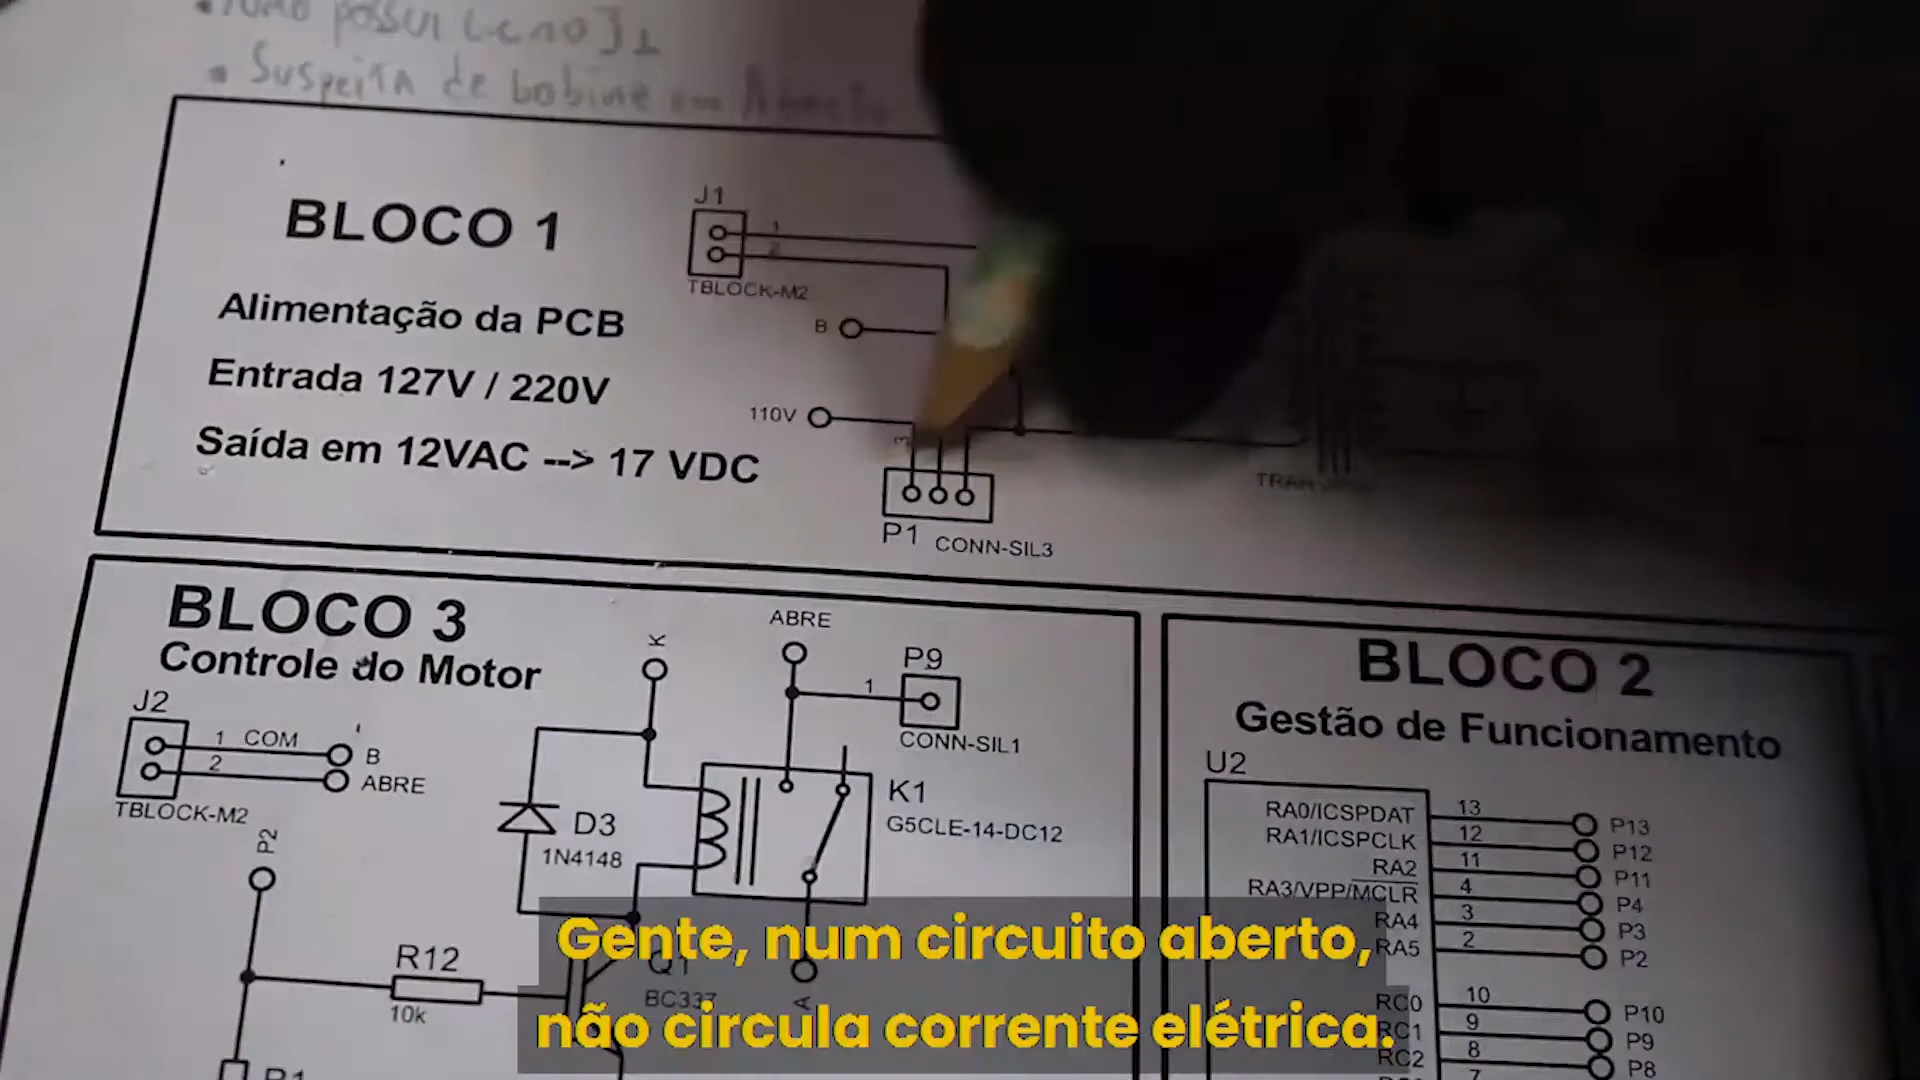 possui
• Suspeita de bobine em Aberto
BLOCO 1
Alimentação da PCB
Entrada 127V / 220V
Saída em 12VAC --> 17 VDC
J1
1
2
TBLOCK-M2
B
110V
3
P1 CONN-SIL3
BLOCO 3
Controle do Motor
J2
1 COM
2
B
ABRE
TBLOCK-M2
P2
K
ABRE
P9
1
CONN-SIL1
D3
1N4148
K1
G5CLE-14-DC12
R12
10k
Q1
BC337
A
R1
BLOCO 2
Gestão de Funcionamento
U2
RA0/ICSPDAT 13 P13
RA1/ICSPCLK 12 P12
RA2 11 P11
RA3/VPP/MCLR 4 P4
RA4 3 P3
RA5 2 P2
RC0 10 P10
RC1 9 P9
RC2 8 P8
7
Gente, num circuito aberto,
não circula corrente elétrica.